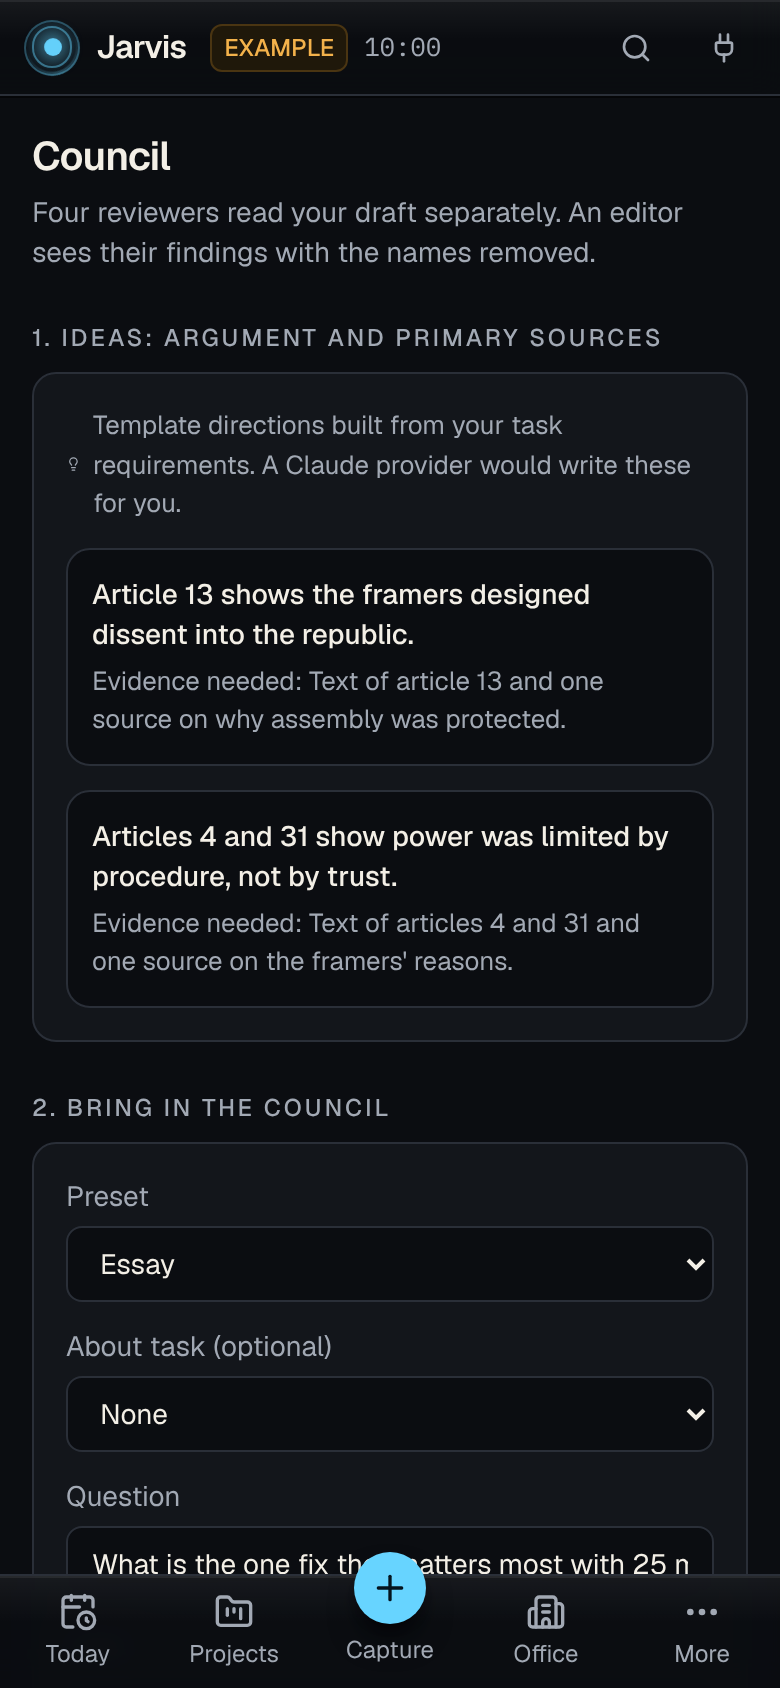 Jarvis EXAMPLE 10:00
Council
Four reviewers read your draft separately. An editor
sees their findings with the names removed.
1. IDEAS: ARGUMENT AND PRIMARY SOURCES
Template directions built from your task
requirements. A Claude provider would write these
for you.
Article 13 shows the framers designed
dissent into the republic.
Evidence needed: Text of article 13 and one
source on why assembly was protected.
Articles 4 and 31 show power was limited by
procedure, not by trust.
Evidence needed: Text of articles 4 and 31 and
one source on the framers' reasons.
2. BRING IN THE COUNCIL
Preset
Essay
About task (optional)
None
Question
What is the one fix matters most with 25
Today Projects Capture Office More